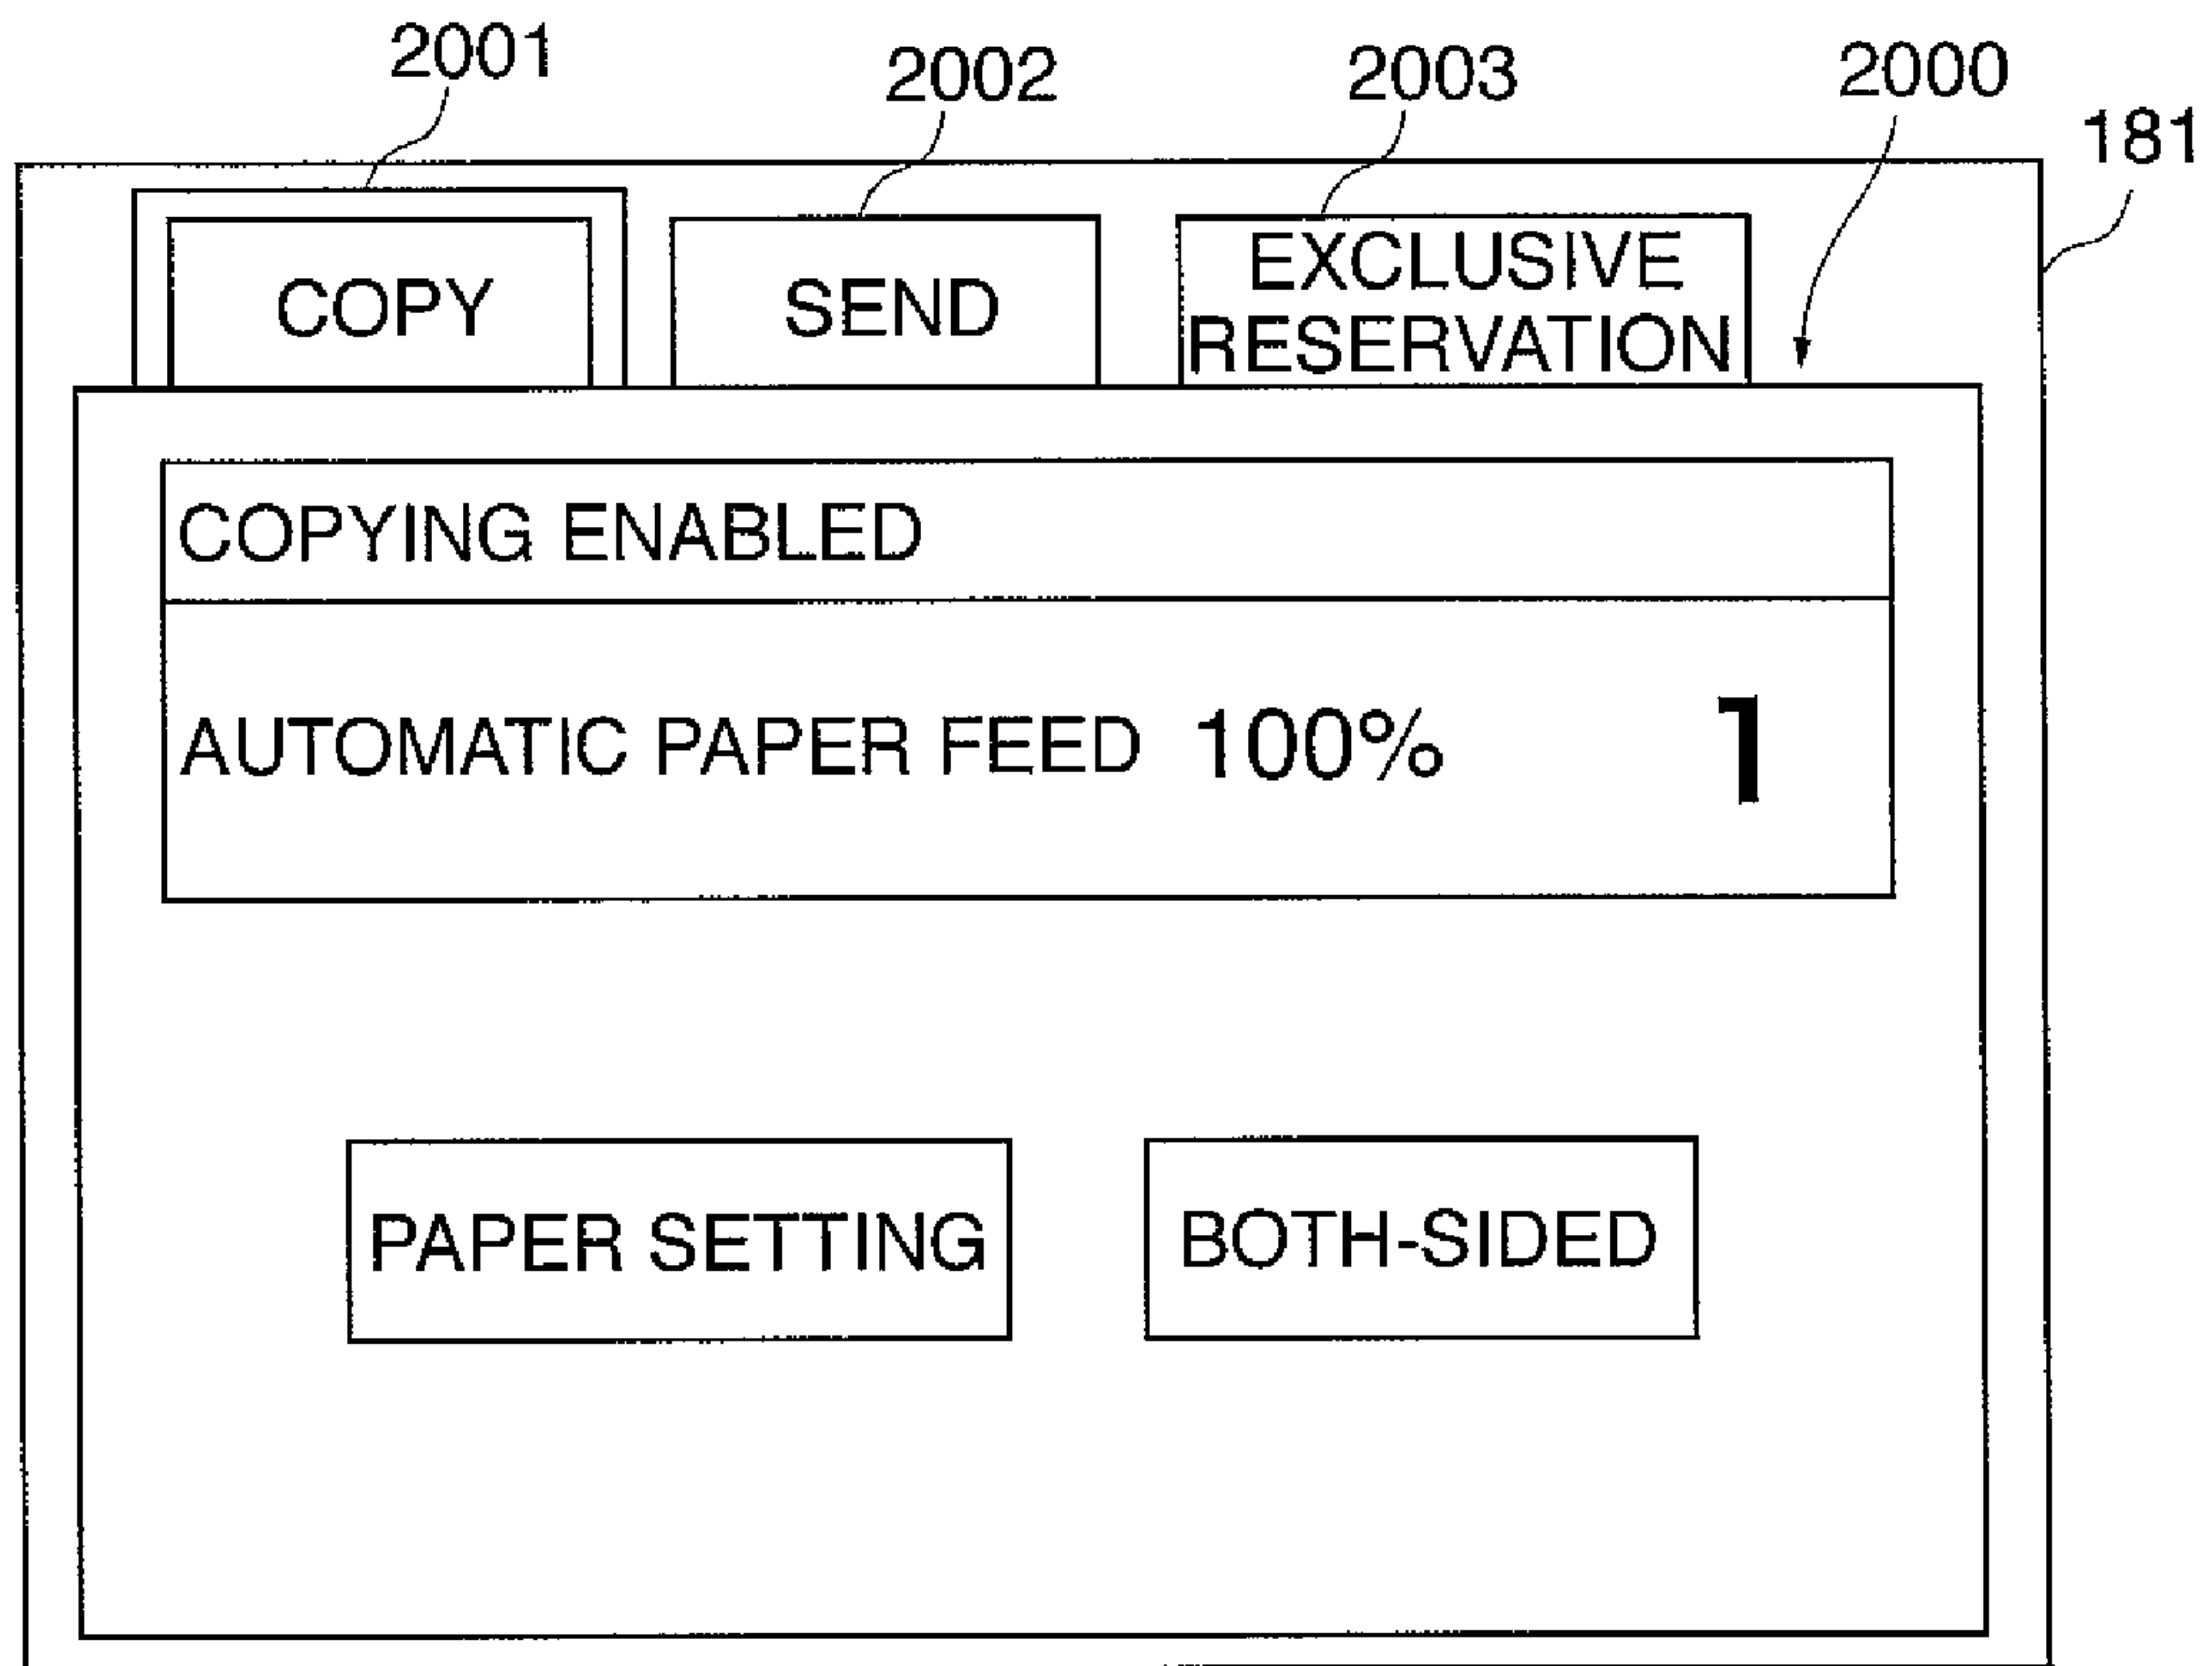 2001
2002
2003
2000
181
COPY
SEND
EXCLUSIVE
RESERVATION
COPYING ENABLED
AUTOMATIC PAPER FEED 100% 1
PAPER SETTING
BOTH-SIDED